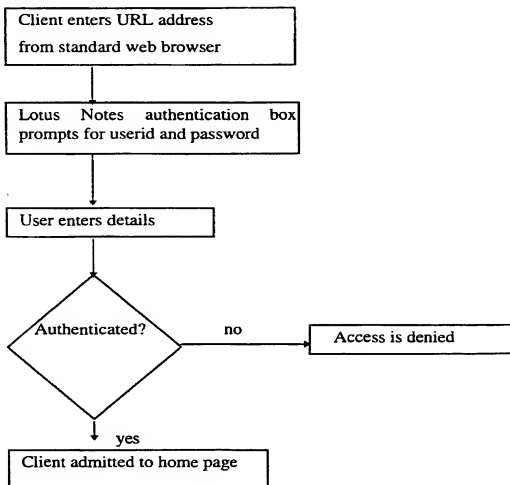 Client enters URL address
from standard web browser
Lotus Notes authentication box
prompts for userid and password
User enters details
Authenticated?
no
Access is denied
yes
Client admitted to home page